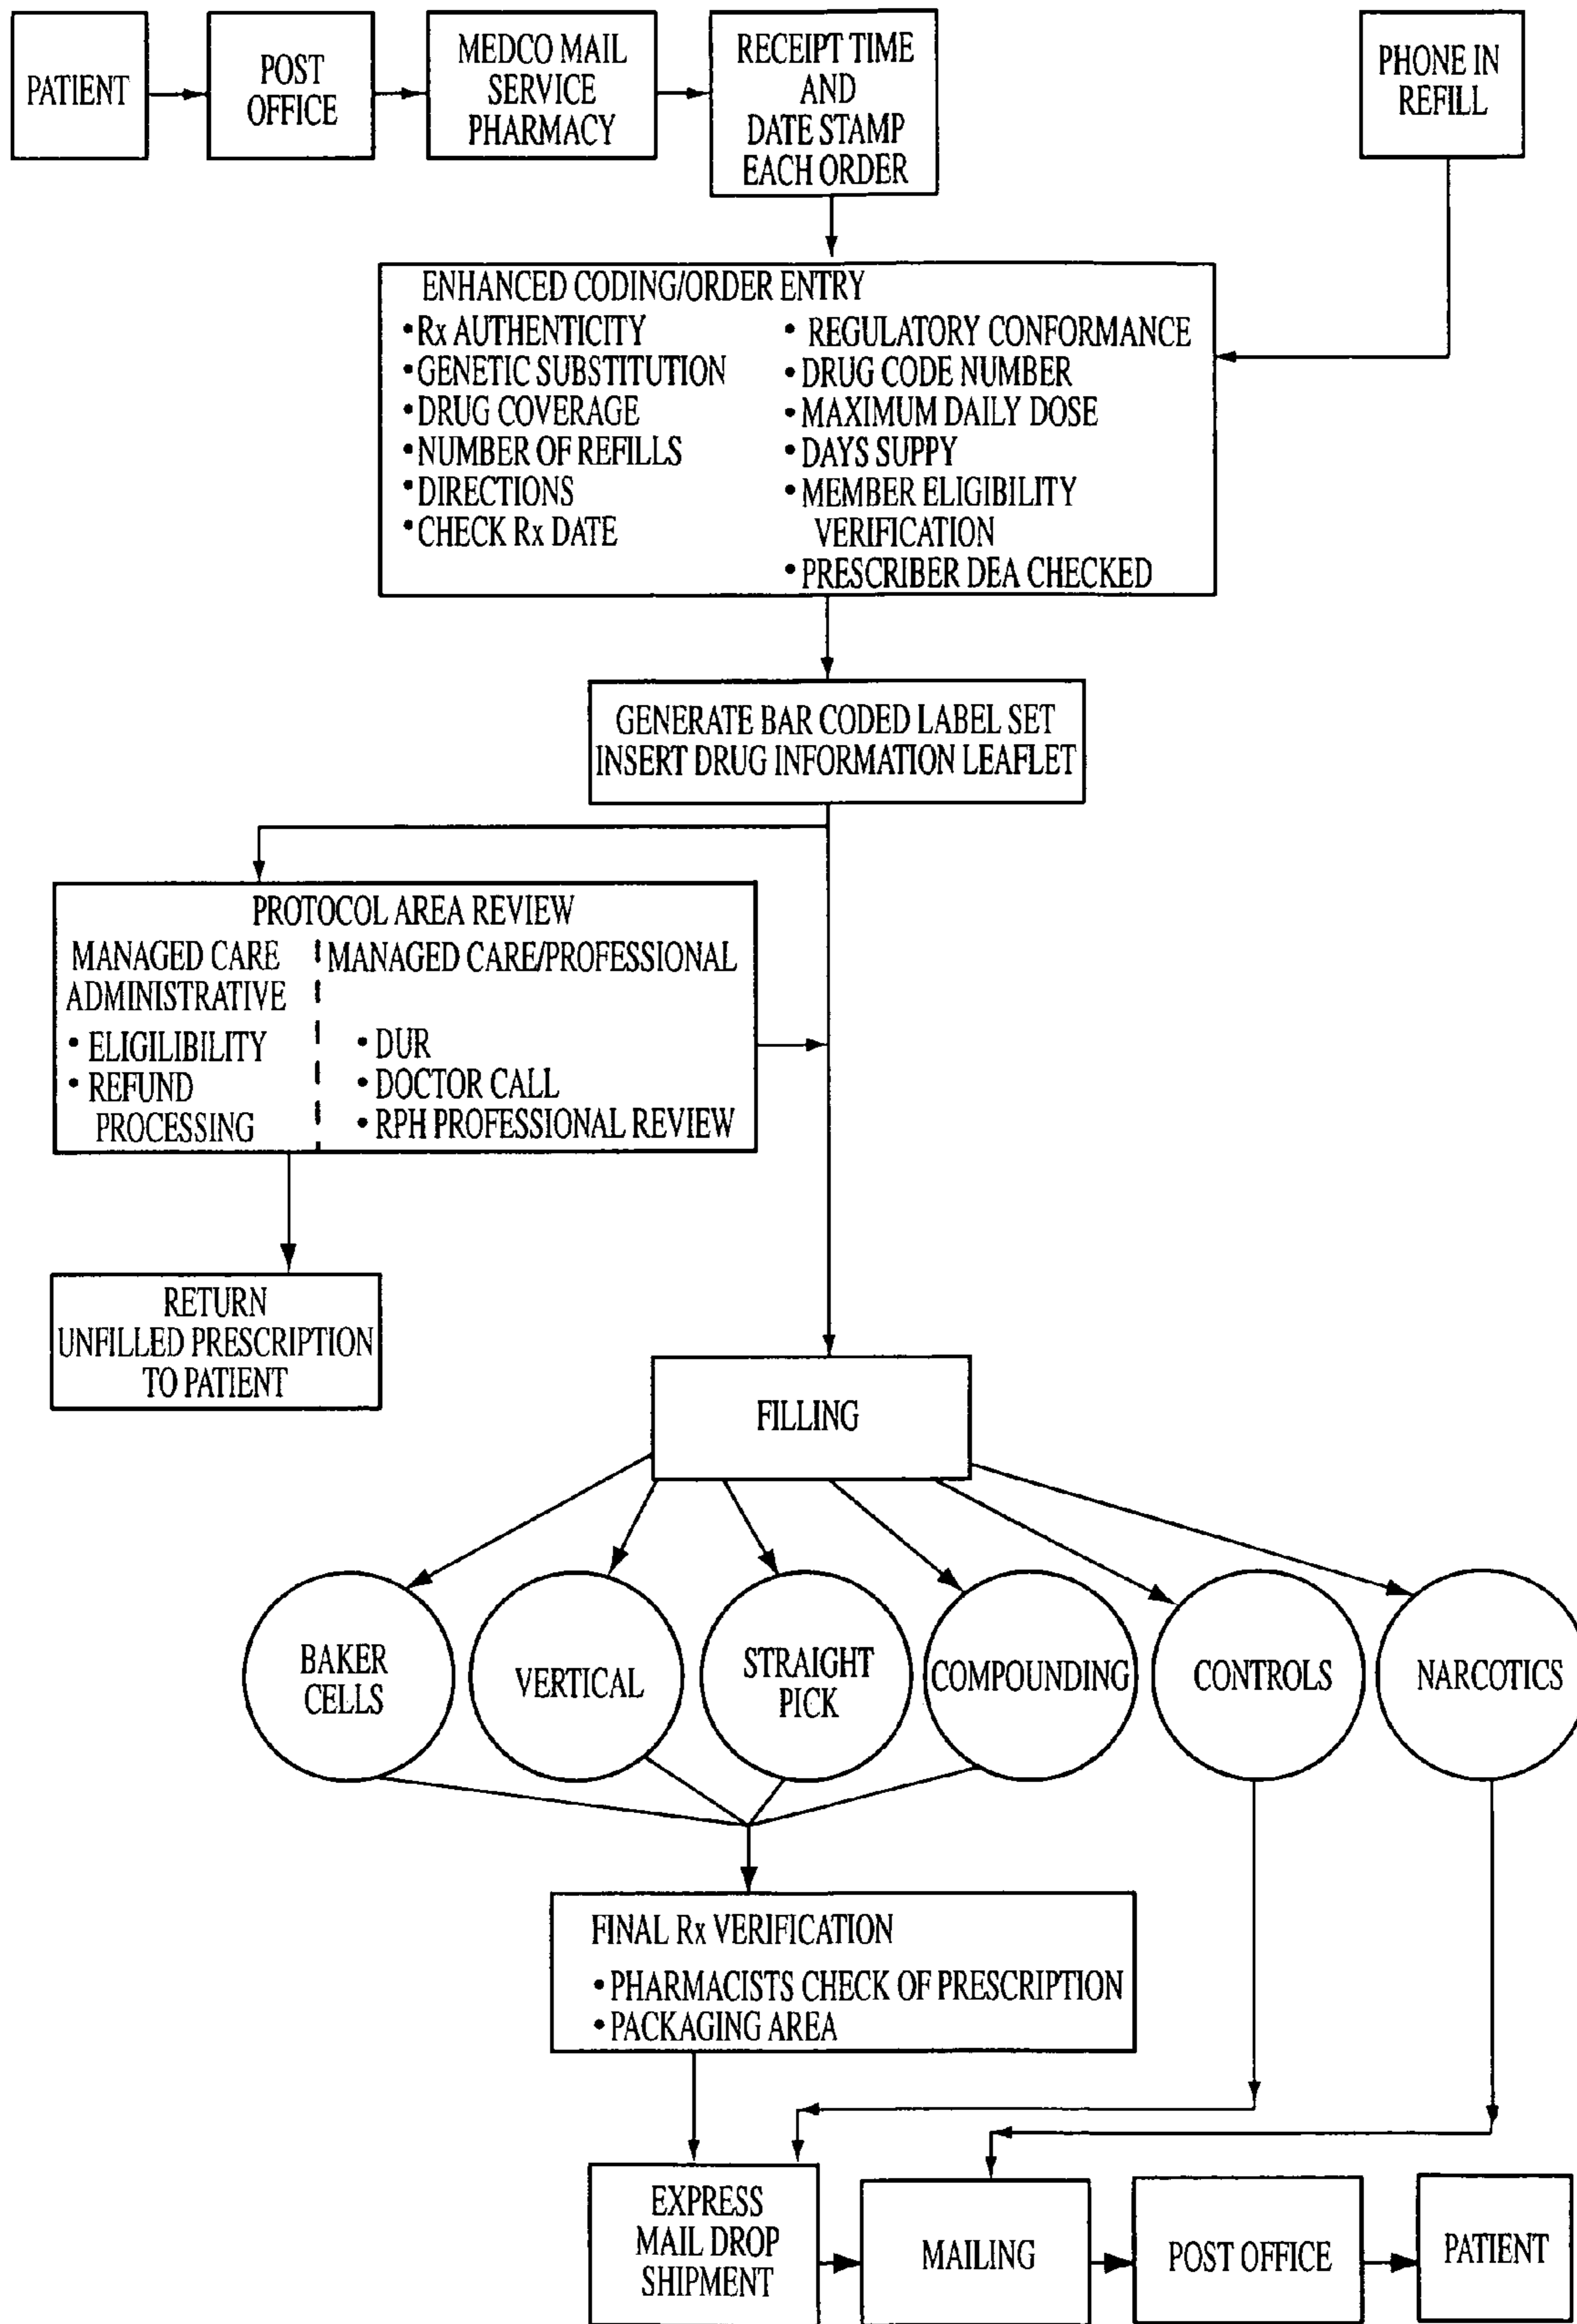 PATIENT
POST
OFFICE
MEDCO MAIL
SERVICE
PHARMACY
RECEIPT TIME
AND
DATE STAMP
EACH ORDER
PHONE IN
REFILL
ENHANCED CODING/ORDER ENTRY
• Rx AUTHENTICITY
• GENETIC SUBSTITUTION
• DRUG COVERAGE
• NUMBER OF REFILLS
• DIRECTIONS
• CHECK Rx DATE
• REGULATORY CONFORMANCE
• DRUG CODE NUMBER
• MAXIMUM DAILY DOSE
• DAYS SUPPY
• MEMBER ELIGIBILITY
VERIFICATION
• PRESCRIBER DEA CHECKED
GENERATE BAR CODED LABEL SET
INSERT DRUG INFORMATION LEAFLET
PROTOCOL AREA REVIEW
MANAGED CARE
ADMINISTRATIVE
• ELIGILIBILITY
• REFUND
PROCESSING
MANAGED CARE/PROFESSIONAL
• DUR
• DOCTOR CALL
• RPH PROFESSIONAL REVIEW
RETURN
UNFILLED PRESCRIPTION
TO PATIENT
FILLING
BAKER
CELLS
VERTICAL
STRAIGHT
PICK
COMPOUNDING
CONTROLS
NARCOTICS
FINAL Rx VERIFICATION
• PHARMACISTS CHECK OF PRESCRIPTION
• PACKAGING AREA
EXPRESS
MAIL DROP
SHIPMENT
MAILING
POST OFFICE
PATIENT